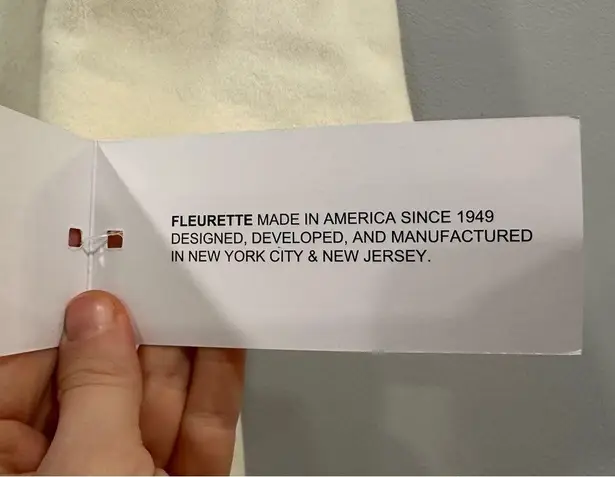 FLEURETTE MADE IN AMERICA SINCE 1949
DESIGNED, DEVELOPED, AND MANUFACTURED
IN NEW YORK CITY & NEW JERSEY.